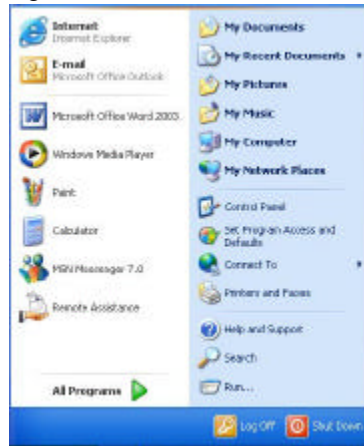 Internet
Internet Explorer
E-mail
Microsoft Office Outlook
Microsoft Office Word 2003
Windows Media Player
Paint
Calculator
MSN Messenger 7.0
Remote Assistance
All Programs
My Documents
My Recent Documents
My Pictures
My Music
My Computer
My Network Places
Control Panel
Set Program Access and
Defaults
Connect To
Printers and Faxes
Help and Support
Search
Run...
Log Off
Shut Down